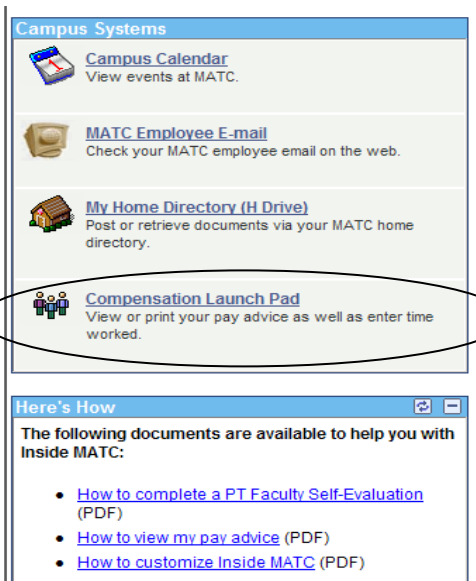 Campus Systems
Campus Calendar
View events at MATC.
MATC Employee E-mail
Check your MATC employee email on the web.
My Home Directory (H Drive)
Post or retrieve documents via your MATC home
directory.
Compensation Launch Pad
View or print your pay advice as well as enter time
worked.
Here's How
The following documents are available to help you with
Inside MATC:
• How to complete a PT Faculty Self-Evaluation
(PDF)
• How to view my pay advice (PDF)
• How to customize Inside MATC (PDF)